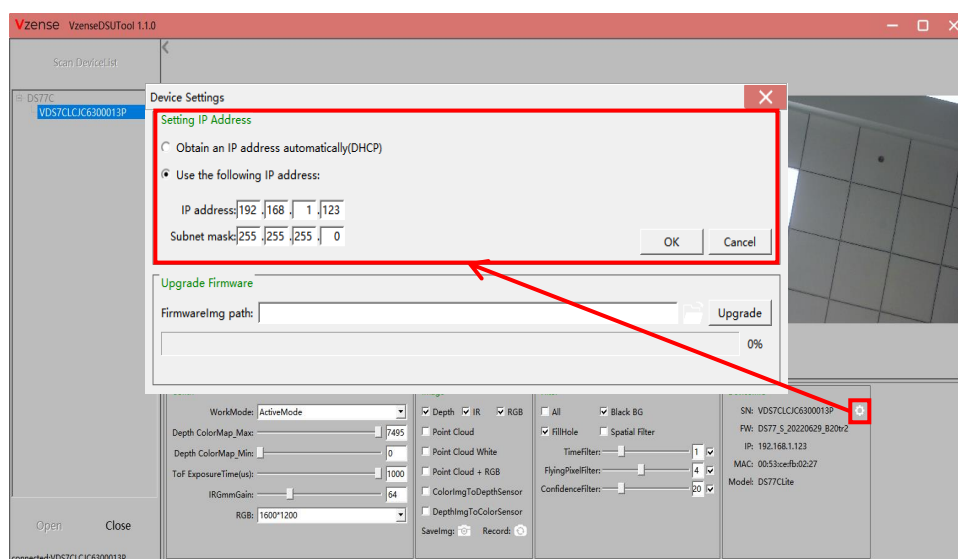 Vzense VzenseDSUTool 1.1.0
Scan DeviceList
DS77C
VDS7CLCJC6300013P
Device Settings
Setting IP Address
Obtain an IP address automatically(DHCP)
Use the following IP address:
IP address: 192 . 168 . 1 . 123
Subnet mask: 255 . 255 . 255 . 0
OK Cancel
Upgrade Firmware
FirmwareImg path: Upgrade
0%
WorkMode: ActiveMode
Depth ColorMap_Max: 7495
Depth ColorMap_Min: 0
ToF ExposureTime(us): 1000
IRGmmGain: 64
RGB: 1600*1200
Depth IR RGB
Point Cloud
Point Cloud White
Point Cloud + RGB
ColorImgToDepthSensor
DepthImgToColorSensor
SaveImg: Record:
All Black BG
FillHole Spatial Filter
TimeFilter: 1
FlyingPixelFilter: 4
ConfidenceFilter: 20
SN: VDS7CLCJC6300013P
FW: DS77_S_20220629_B20tr2
IP: 192.168.1.123
MAC: 00:53:ce:fb:02:27
Model: DS77CLite
Open Close
connected:VDS7CLCJC6300013P